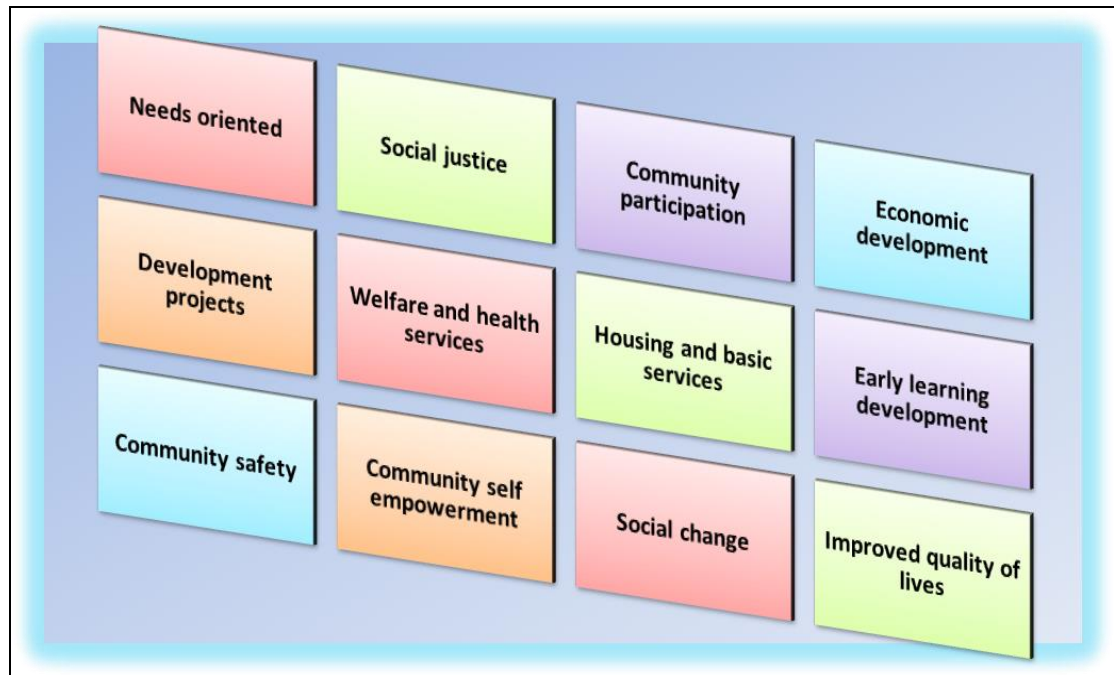 Needs oriented
Social justice
Community
participation
Economic
development
Development
projects
Welfare and health
services
Housing and basic
services
Early learning
development
Community safety
Community self
empowerment
Social change
Improved quality of
lives